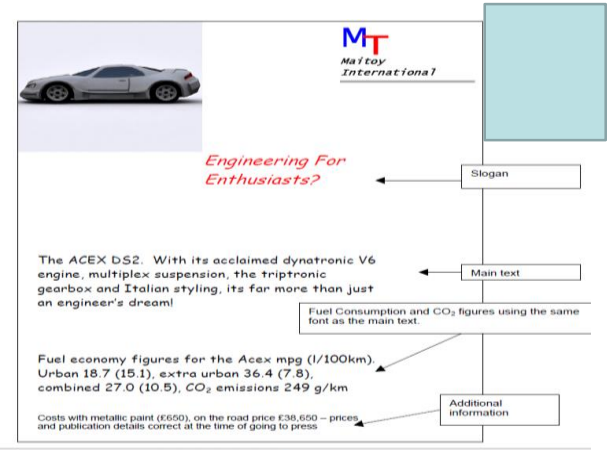 MT
Maitoy
International
Engineering For
Enthusiasts?
Slogan
The ACEX DS2. With its acclaimed dynatronic V6
engine, multiplex suspension, the triptronic
gearbox and Italian styling, its far more than just
an engineer's dream!
Main text
Fuel Consumption and CO₂ figures using the same
font as the main text.
Fuel economy figures for the Acex mpg (l/100km).
Urban 18.7 (15.1), extra urban 36.4 (7.8),
combined 27.0 (10.5), CO₂ emissions 249 g/km
Additional
information
Costs with metallic paint (£650), on the road price £38,650 – prices
and publication details correct at the time of going to press